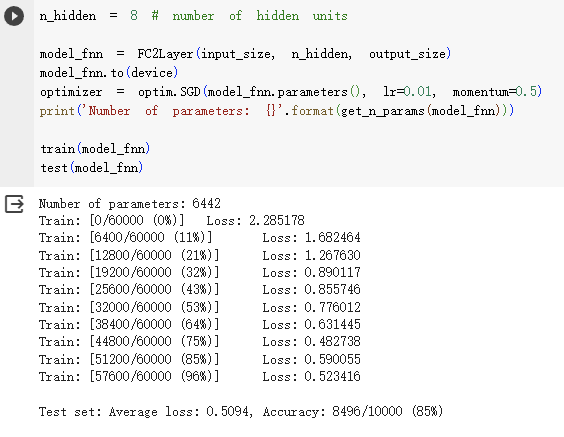 n_hidden = 8 # number of hidden units
model_fnn = FC2Layer(input_size, n_hidden, output_size)
model_fnn.to(device)
optimizer = optim.SGD(model_fnn.parameters(), lr=0.01, momentum=0.5)
print('Number of parameters: {}'.format(get_n_params(model_fnn)))
train(model_fnn)
test(model_fnn)
Number of parameters: 6442
Train: [0/60000 (0%)] Loss: 2.285178
Train: [6400/60000 (11%)] Loss: 1.682464
Train: [12800/60000 (21%)] Loss: 1.267630
Train: [19200/60000 (32%)] Loss: 0.890117
Train: [25600/60000 (43%)] Loss: 0.855746
Train: [32000/60000 (53%)] Loss: 0.776012
Train: [38400/60000 (64%)] Loss: 0.631445
Train: [44800/60000 (75%)] Loss: 0.482738
Train: [51200/60000 (85%)] Loss: 0.590055
Train: [57600/60000 (96%)] Loss: 0.523416
Test set: Average loss: 0.5094, Accuracy: 8496/10000 (85%)